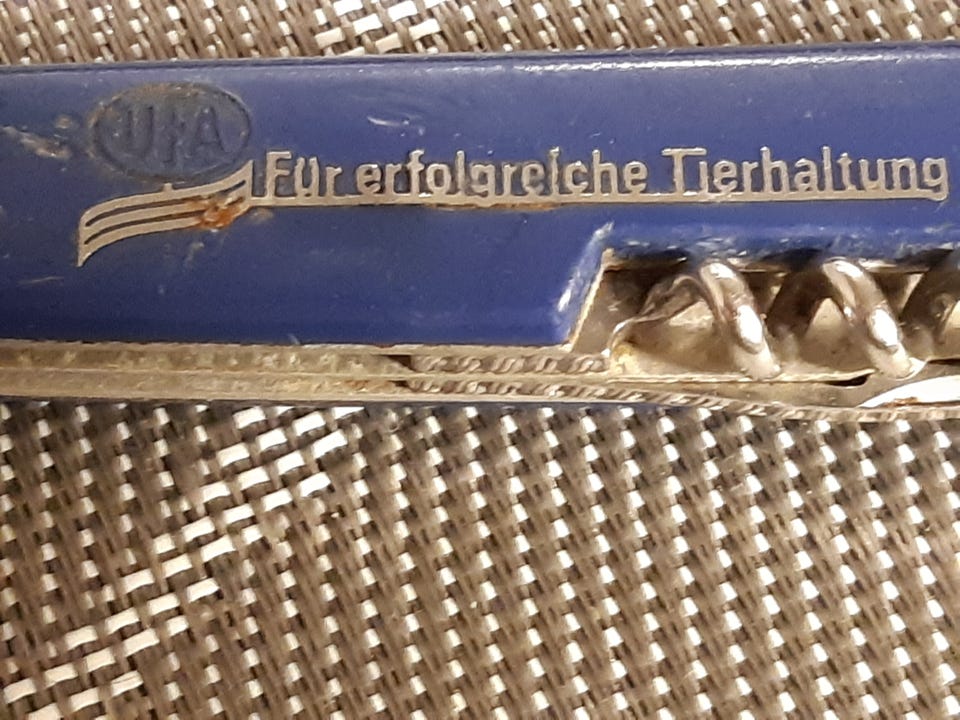 UFA
Für erfolgreiche Tierhaltung